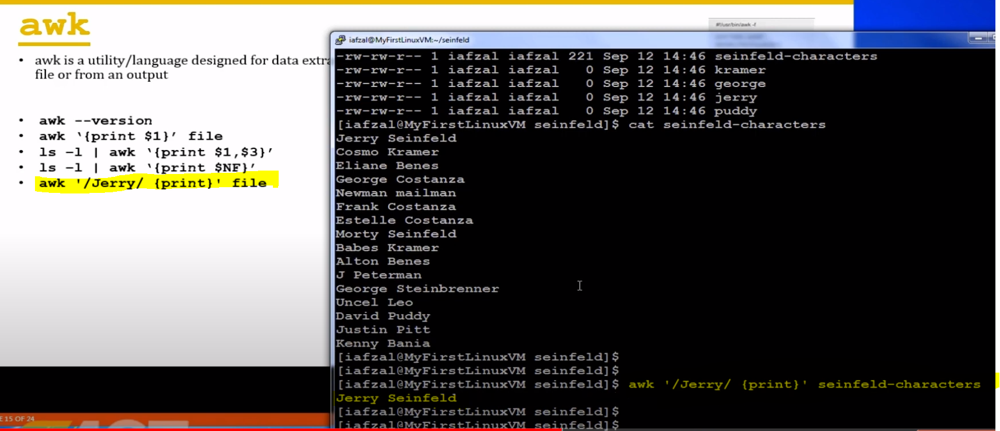 awk
• awk is a utility/language designed for data extra
file or from an output
• awk --version
• awk ‘{print $1}’ file
• ls –l | awk ‘{print $1,$3}’
• ls –l | awk ‘{print $NF}’
• awk '/Jerry/ {print}' file
E 15 OF 24
#!/usr/bin/awk -f
iafzal@MyFirstLinuxVM:~/seinfeld
-rw-rw-r-- 1 iafzal iafzal 221 Sep 12 14:46 seinfeld-characters
-rw-rw-r-- 1 iafzal iafzal   0 Sep 12 14:46 kramer
-rw-rw-r-- 1 iafzal iafzal   0 Sep 12 14:46 george
-rw-rw-r-- 1 iafzal iafzal   0 Sep 12 14:46 jerry
-rw-rw-r-- 1 iafzal iafzal   0 Sep 12 14:46 puddy
[iafzal@MyFirstLinuxVM seinfeld]$ cat seinfeld-characters
Jerry Seinfeld
Cosmo Kramer
Eliane Benes
George Costanza
Newman mailman
Frank Costanza
Estelle Costanza
Morty Seinfeld
Babes Kramer
Alton Benes
J Peterman
George Steinbrenner
Uncel Leo
David Puddy
Justin Pitt
Kenny Bania
[iafzal@MyFirstLinuxVM seinfeld]$
[iafzal@MyFirstLinuxVM seinfeld]$
[iafzal@MyFirstLinuxVM seinfeld]$ awk '/Jerry/ {print}' seinfeld-characters
Jerry Seinfeld
[iafzal@MyFirstLinuxVM seinfeld]$
[iafzal@MyFirstLinuxVM seinfeld]$